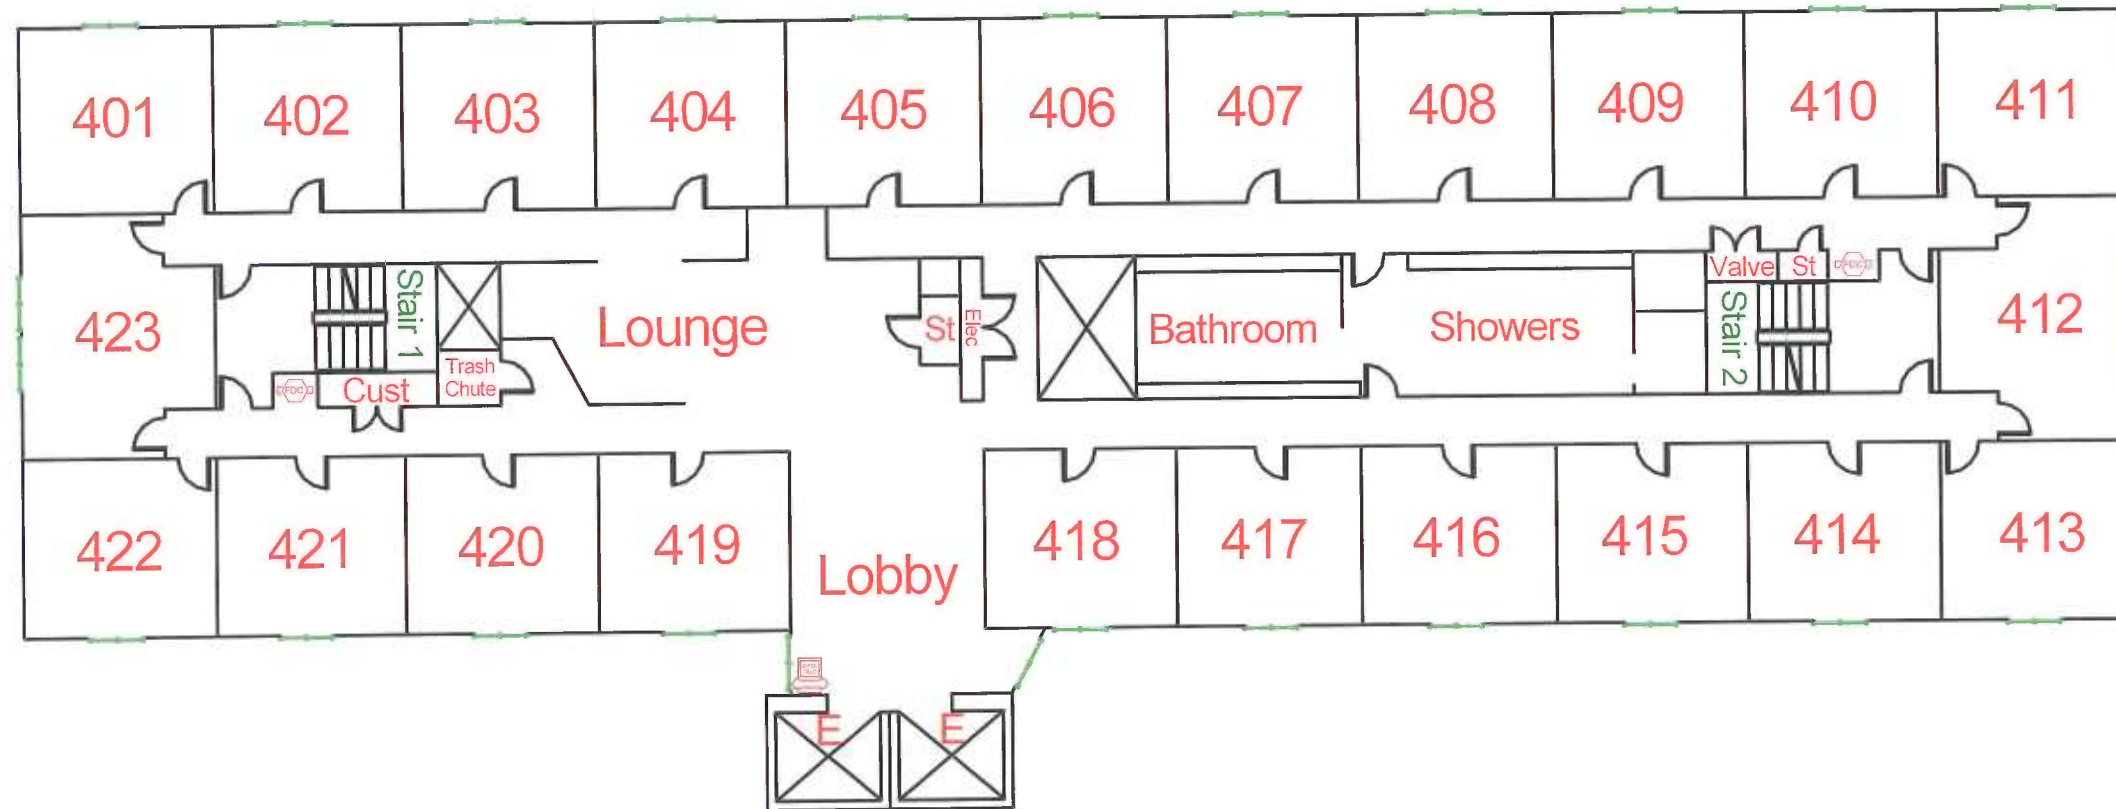 401 402 403 404 405 406 407 408 409 410 411
Valve St FDC
423 Stair 1 Lounge St Elec Bathroom Showers Stair 2 412
Trash
Chute
FDC Cust
422 421 420 419 418 417 416 415 414 413
Lobby
E E